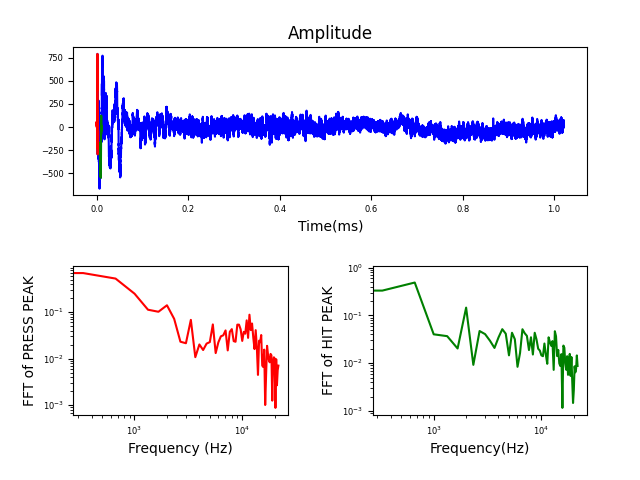 Amplitude
750
500
250
0
−250
−500
0.0 0.2 0.4 0.6 0.8 1.0
Time(ms)
FFT of PRESS PEAK
10⁻¹
10⁻²
10⁻³
10³ 10⁴
Frequency (Hz)
FFT of HIT PEAK
10⁰
10⁻¹
10⁻²
10⁻³
10³ 10⁴
Frequency(Hz)